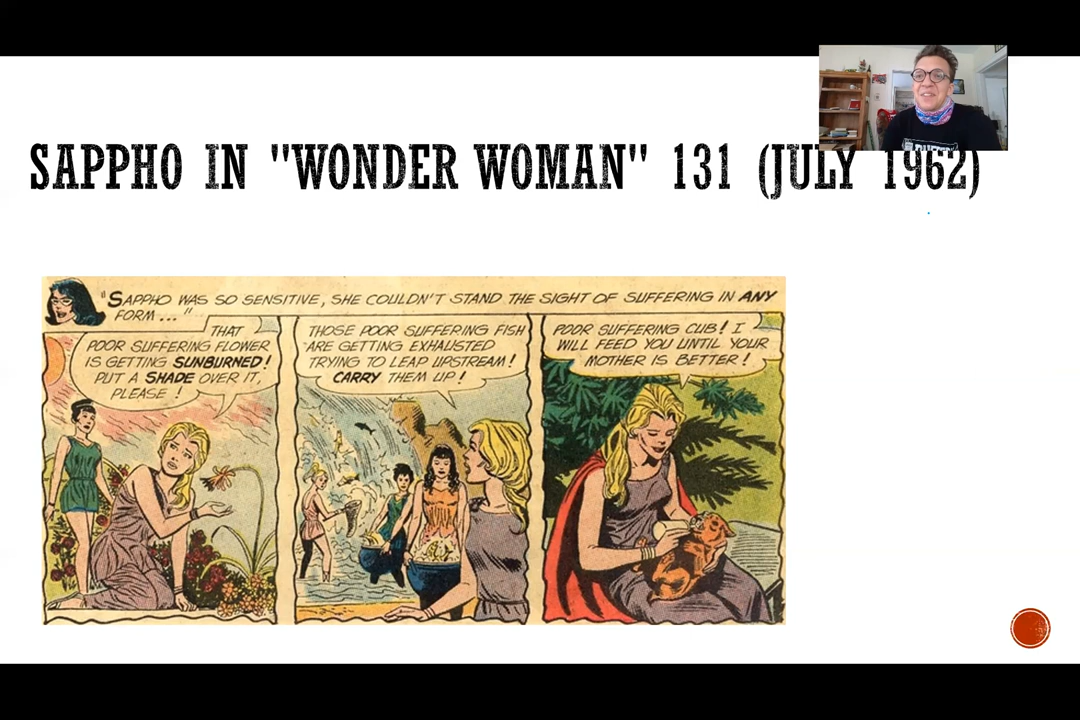 SAPPHO IN "WONDER WOMAN" 131 (JULY 1962)
"SAPPHO WAS SO SENSITIVE, SHE COULDN'T STAND THE SIGHT OF SUFFERING IN ANY
FORM..."
THAT
POOR SUFFERING FLOWER
IS GETTING SUNBURNED!
PUT A SHADE OVER IT,
PLEASE!
THOSE POOR SUFFERING FISH
ARE GETTING EXHAUSTED
TRYING TO LEAP UPSTREAM!
CARRY THEM UP!
POOR SUFFERING CUB! I
WILL FEED YOU UNTIL YOUR
MOTHER IS BETTER!